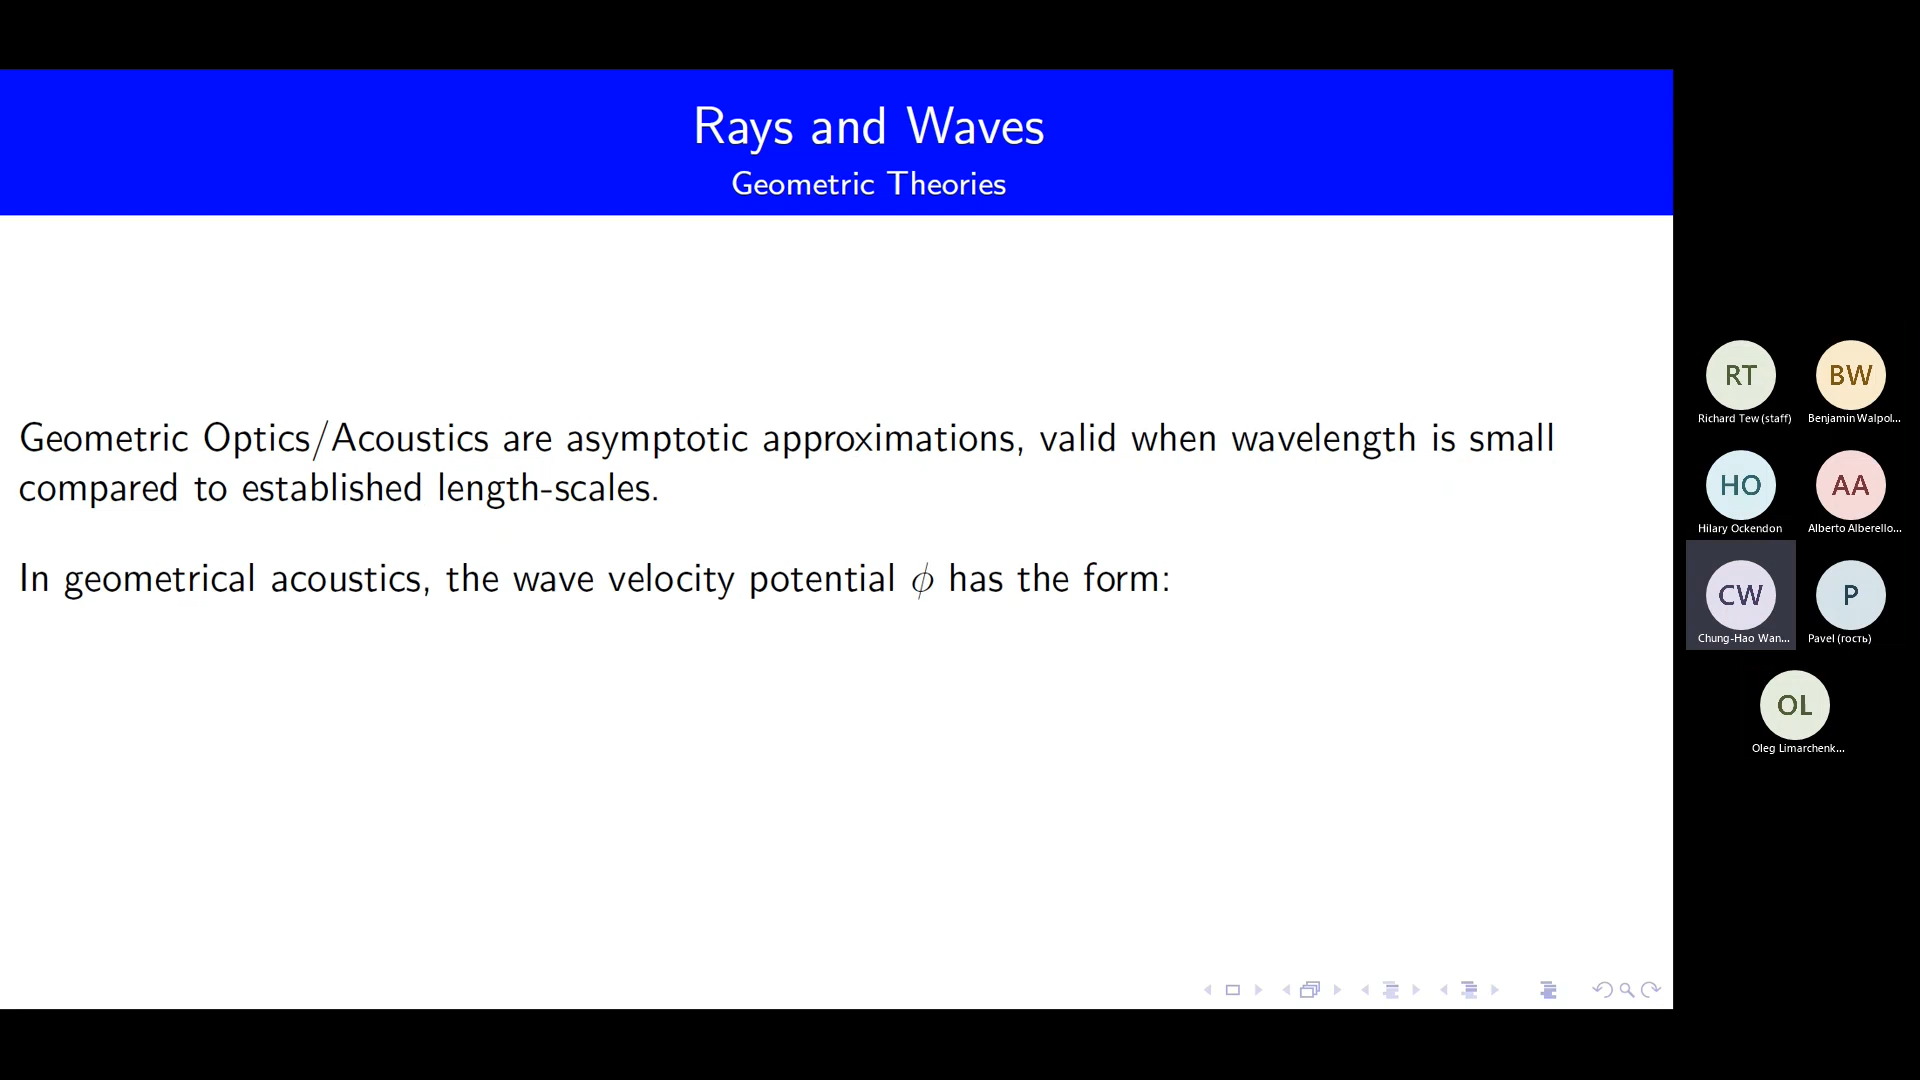 Rays and Waves
Geometric Theories
Geometric Optics/Acoustics are asymptotic approximations, valid when wavelength is small
compared to established length-scales.
In geometrical acoustics, the wave velocity potential ϕ has the form:
RT
Richard Tew (staff)
BW
Benjamin Walpol...
HO
Hilary Ockendon
AA
Alberto Alberello...
CW
Chung-Hao Wan...
P
Pavel (гость)
OL
Oleg Limarchenk...